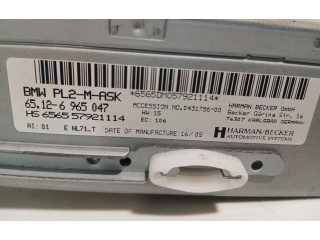 BMW PL2-M-ASK
*6565DM057921114*
65.12-6 965 047
ACCESSION NO.0431756-00
HARMAN BECKER GmbH
H5 6565 57921114
HW:15
Becker Göring Str. 16
EC: 106
76307 KARLSBAD GERMANY
AI: 01
E NL71.T
DATE OF MANUFACTURE:16/05
HARMAN/BECKER
AUTOMOTIVE SYSTEMS